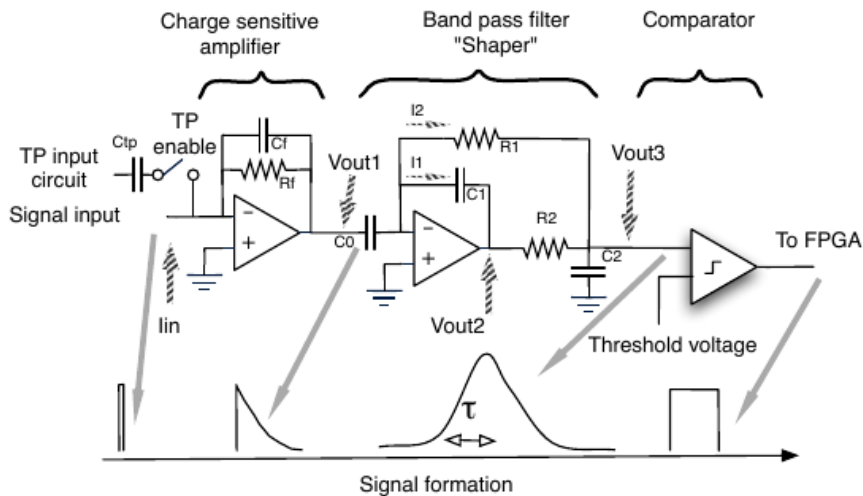 Charge sensitive
amplifier
Band pass filter
"Shaper"
Comparator
Ctp
TP
enable
Cf
Rf
TP input
circuit
Signal input
Iin
Vout1
C0
I2
R1
I1
C1
R2
C2
Vout2
Vout3
To FPGA
Threshold voltage
τ
Signal formation
−
+
−
+